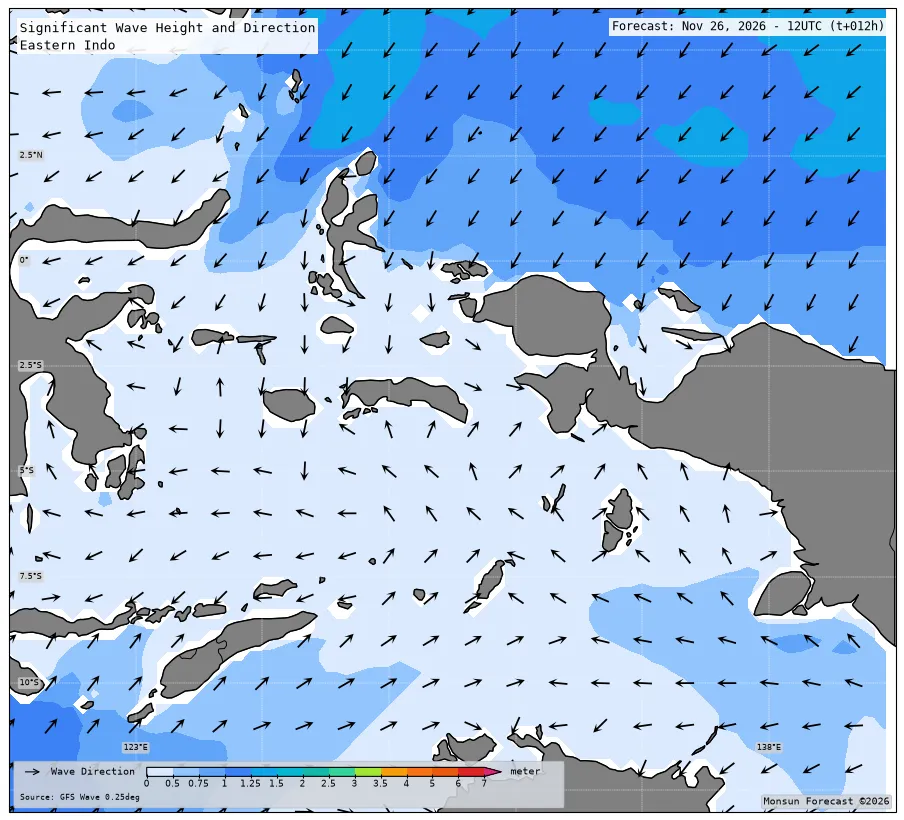 Significant Wave Height and Direction
Eastern Indo
Forecast: Nov 26, 2026 - 12UTC (t+012h)
2.5°N
0°
2.5°S
5°S
7.5°S
10°S
123°E
138°E
Wave Direction
meter
0 0.5 0.75 1 1.25 1.5 2 2.5 3 3.5 4 5 6 7
Source: GFS Wave 0.25deg
Monsun Forecast ©2026